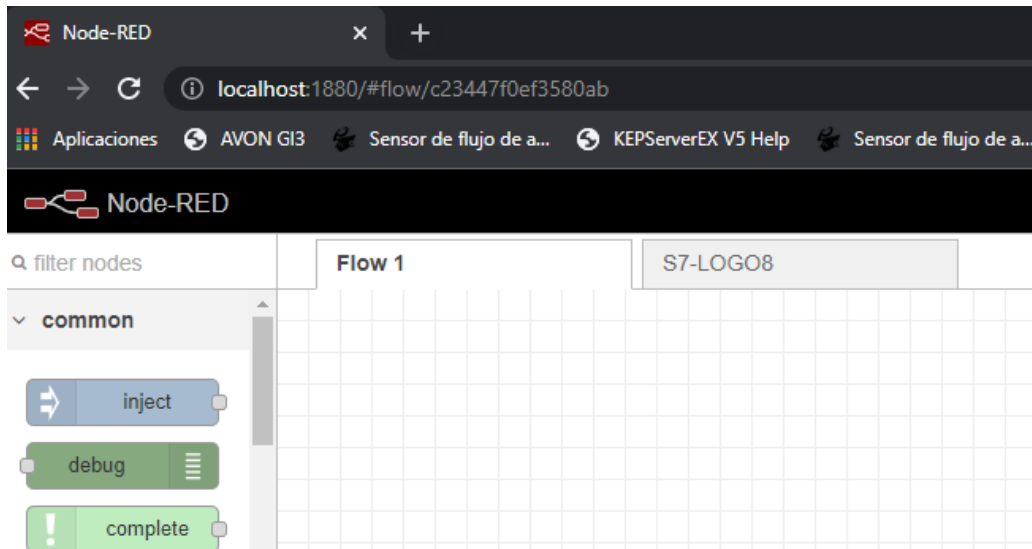 Node-RED
localhost:1880/#flow/c23447f0ef3580ab
Aplicaciones AVON GI3 Sensor de flujo de a... KEPServerEX V5 Help Sensor de flujo de a...
Node-RED
filter nodes Flow 1 S7-LOGO8
common
inject
debug
complete